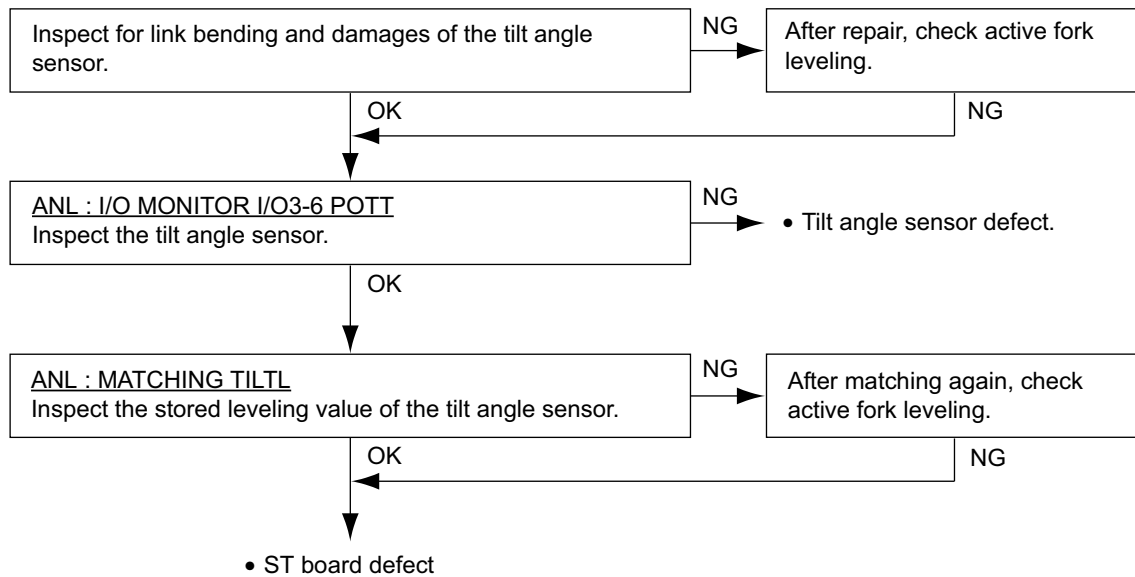 Inspect for link bending and damages of the tilt angle
sensor.
NG
After repair, check active fork
leveling.
OK
NG
ANL : I/O MONITOR I/O3-6 POTT
Inspect the tilt angle sensor.
NG
• Tilt angle sensor defect.
OK
ANL : MATCHING TILTL
Inspect the stored leveling value of the tilt angle sensor.
NG
After matching again, check
active fork leveling.
OK
NG
• ST board defect